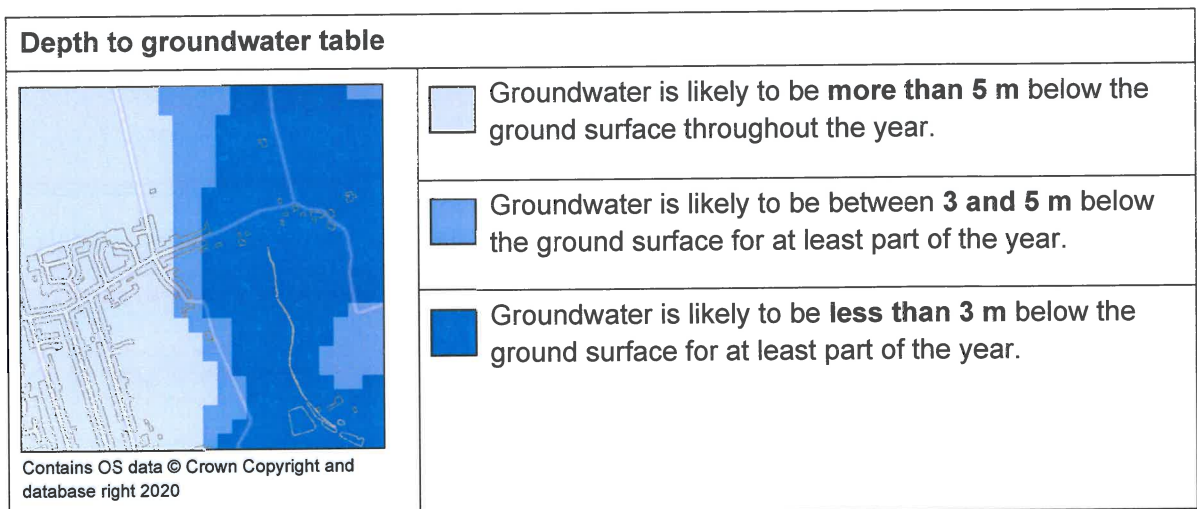 Depth to groundwater table
Groundwater is likely to be more than 5 m below the
ground surface throughout the year.
Groundwater is likely to be between 3 and 5 m below
the ground surface for at least part of the year.
Groundwater is likely to be less than 3 m below the
ground surface for at least part of the year.
Contains OS data © Crown Copyright and
database right 2020